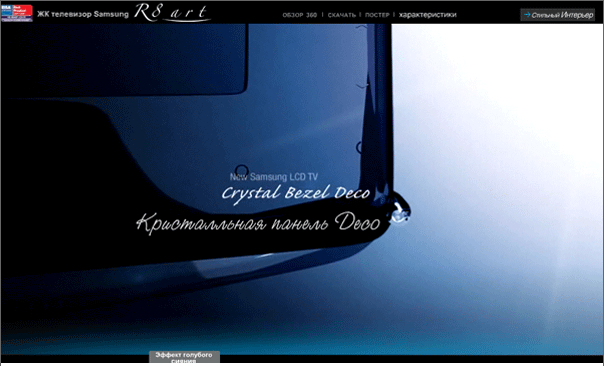 ЖК телевизор Samsung R8 art
ОБЗОР 360 | СКАЧАТЬ | ПОСТЕР | характеристики
Стильный Интерьер
New Samsung LCD TV
Crystal Bezel Deco
Кристалльная панель Deco
Эффект голубого
сияния